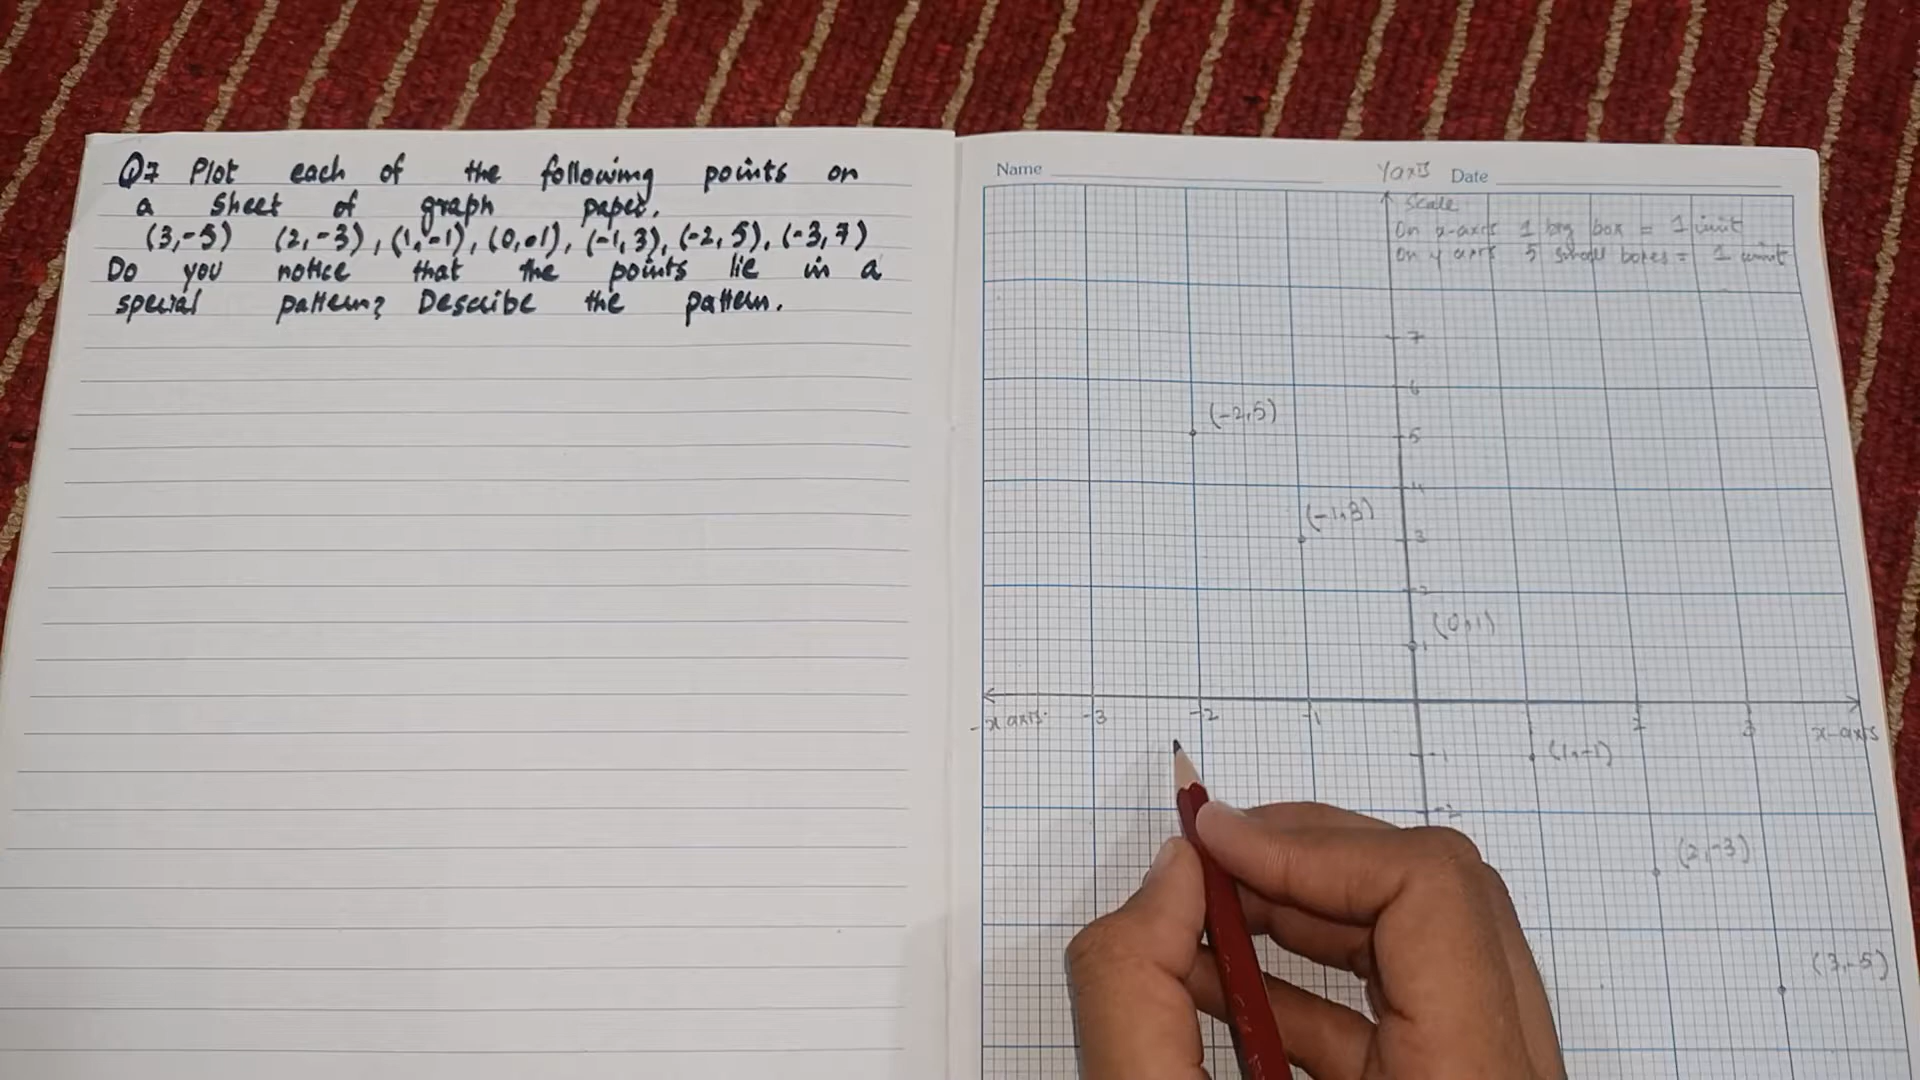 Q7 Plot each of the following points on
a sheet of graph paper.
(3,-5) (2,-3), (1,-1), (0,01), (-1,3), (-2,5), (-3,7)
Do you notice that the points lie in a
special pattern? Describe the pattern.
Name Date
Y axis
Scale
On x-axis 1 big box = 1 unit
On y axis 5 small boxes = 1 unit
7
6
(-2,5)
5
4
(-1,3)
3
2
(0,1)
1
-x axis -3 -2 -1 2 3 x-axis
-1 (1,-1)
-2
(2,-3)
(3,-5)